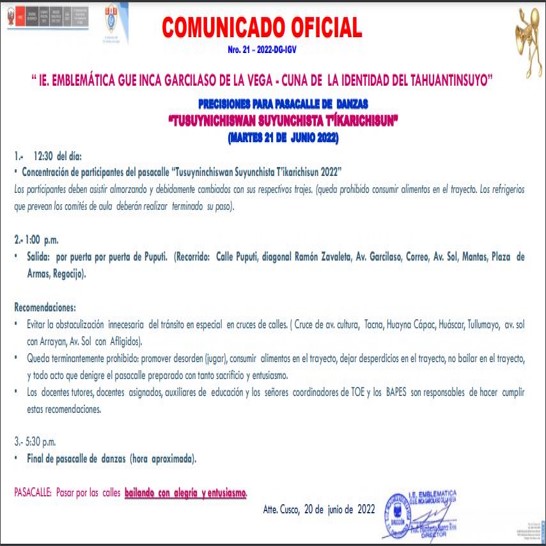 COMUNICADO OFICIAL
Nro. 21 – 2022-DG-IGV
“ IE. EMBLEMÁTICA GUE INCA GARCILASO DE LA VEGA - CUNA DE LA IDENTIDAD DEL TAHUANTINSUYO”
PRECISIONES PARA PASACALLE DE DANZAS
“TUSUYNICHISWAN SUYUNCHISTA T’ÍKARICHISUN”
(MARTES 21 DE JUNIO 2022)
1.- 12:30 del día:
• Concentración de participantes del pasacalle “Tusuyninchiswan Suyunchista T’ikarichisun 2022”
Los participantes deben asistir almorzando y debidamente cambiados con sus respectivos trajes. (queda prohibido consumir alimentos en el trayecto. Los refrigerios
que prevean los comités de aula deberán realizar terminado su paso).
2.- 1:00 p.m.
• Salida: por puerta por puerta de Puputi. (Recorrido: Calle Puputi, diagonal Ramón Zavaleta, Av. Garcilaso, Correo, Av. Sol, Mantas, Plaza de
Armas, Regocijo).
Recomendaciones:
• Evitar la obstaculización innecesaria del tránsito en especial en cruces de calles. ( Cruce de av. cultura, Tacna, Huayna Cápac, Huáscar, Tullumayo, av. sol
con Arrayan, Av. Sol con Afligidos).
• Queda terminantemente prohibido: promover desorden (jugar), consumir alimentos en el trayecto, dejar desperdicios en el trayecto, no bailar en el trayecto,
y todo acto que denigre el pasacalle preparado con tanto sacrificio y entusiasmo.
• Los docentes tutores, docentes asignados, auxiliares de educación y los señores coordinadores de TOE y los BAPES son responsables de hacer cumplir
estas recomendaciones.
3.- 5:30 p.m.
• Final de pasacalle de danzas (hora aproximada).
PASACALLE: Pasar por las calles bailando con alegría y entusiasmo.
Atte. Cusco, 20 de junio de 2022
I.E. EMBLEMATICA
DIRECTOR